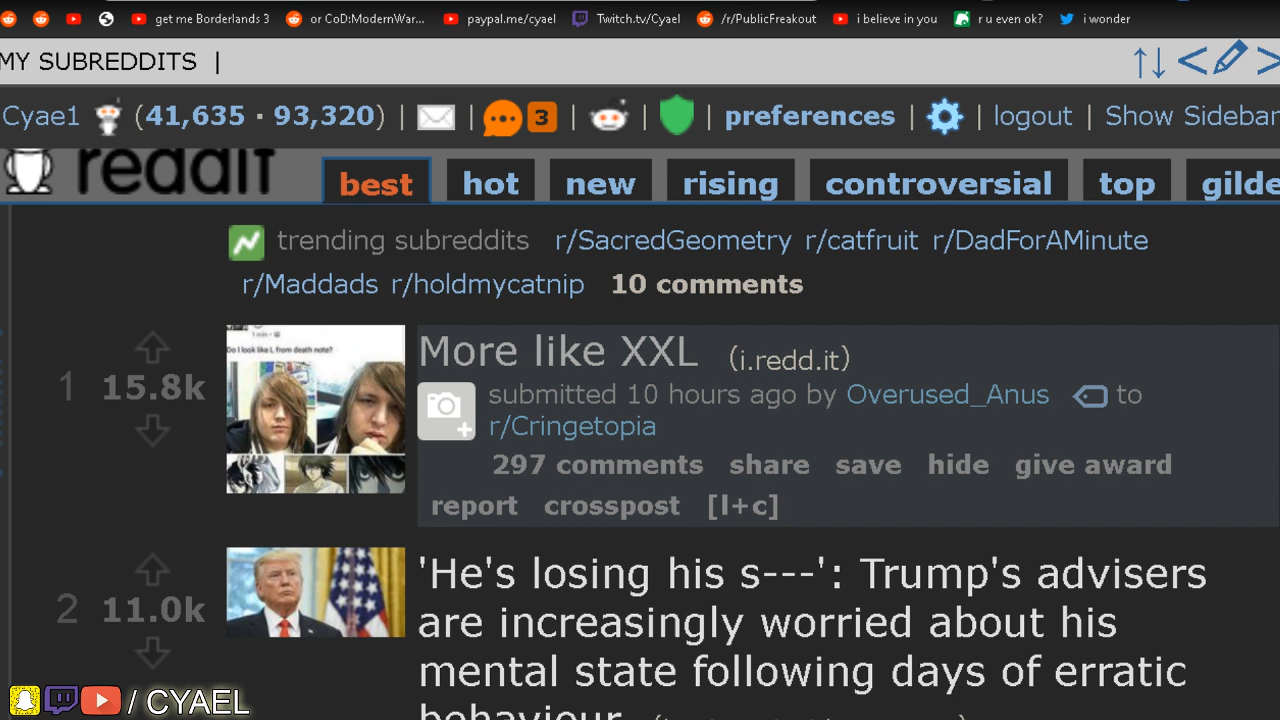 get me Borderlands 3 or CoD:ModernWar... paypal.me/cyael Twitch.tv/Cyael /r/PublicFreakout i believe in you r u even ok? i wonder
MY SUBREDDITS |
Cyae1 (41,635 · 93,320) | | 3 | | | preferences | | logout | Show Sidebar
reddit best hot new rising controversial top gilde
trending subreddits r/SacredGeometry r/catfruit r/DadForAMinute
r/Maddads r/holdmycatnip 10 comments
Do I look like L from death note?
More like XXL (i.redd.it)
1 15.8k
submitted 10 hours ago by Overused_Anus to
r/Cringetopia
297 comments share save hide give award
report crosspost [l+c]
'He's losing his s---': Trump's advisers
2 11.0k
are increasingly worried about his
mental state following days of erratic
behaviour
/ CYAEL